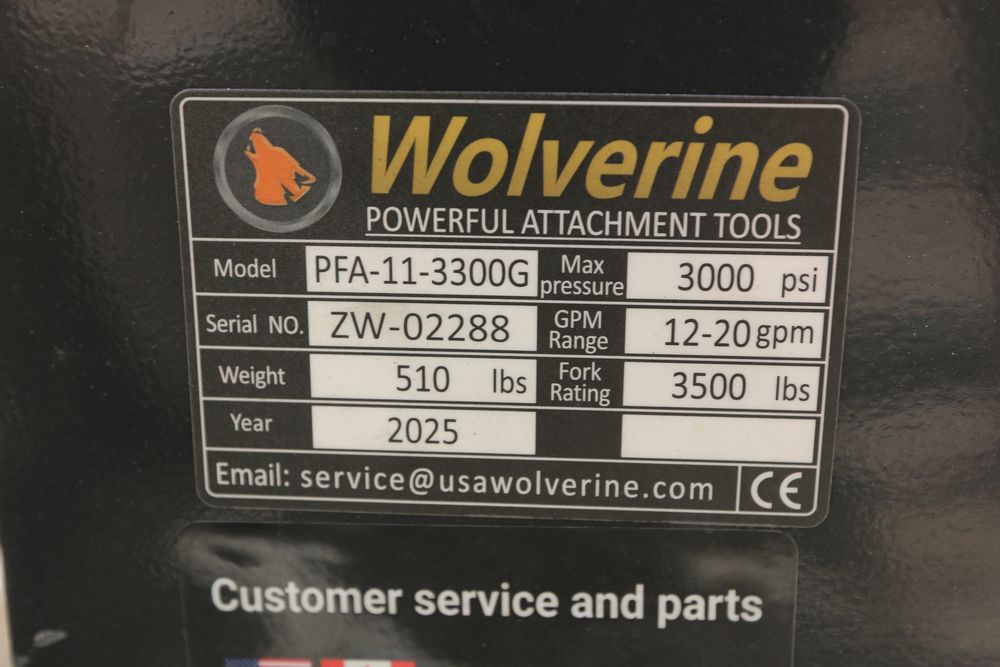 Wolverine
POWERFUL ATTACHMENT TOOLS
Model PFA-11-3300G Max pressure 3000 psi
Serial NO. ZW-02288 GPM Range 12-20 gpm
Weight 510 lbs Fork Rating 3500 lbs
Year 2025
Email: service@usawolverine.com CE
Customer service and parts